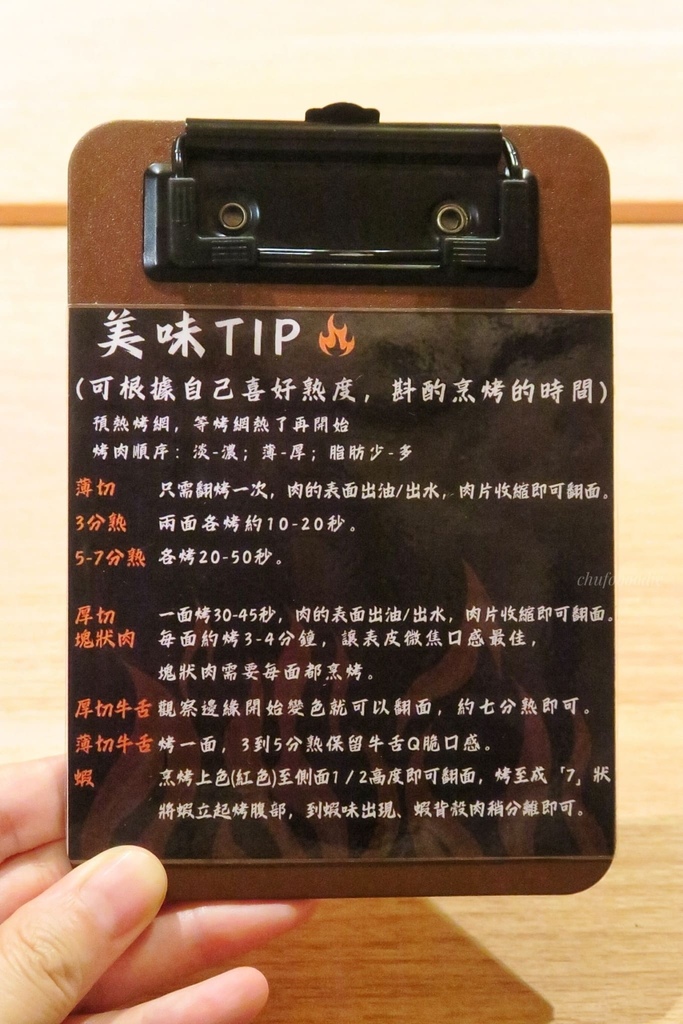 美味TIP
(可根據自己喜好熟度，斟酌烹烤的時間)
預熱烤網，等烤網熱了再開始
烤肉順序：淡-濃；薄-厚；脂肪少-多
薄切 只需翻烤一次，肉的表面出油/出水，肉片收縮即可翻面。
3分熟 兩面各烤約10-20秒。
5-7分熟 各烤20-50秒。
厚切 一面烤30-45秒，肉的表面出油/出水，肉片收縮即可翻面。
塊狀肉 每面約烤3-4分鐘，讓表皮微焦口感最佳，
塊狀肉需要每面都烹烤。
厚切牛舌 觀察邊緣開始變色就可以翻面，約七分熟即可。
薄切牛舌 烤一面，3到5分熟保留牛舌Q脆口感。
蝦 烹烤上色(紅色)至側面1/2高度即可翻面，烤至成「7」狀
將蝦立起烤腹部，到蝦味出現、蝦背殼肉稍分離即可。